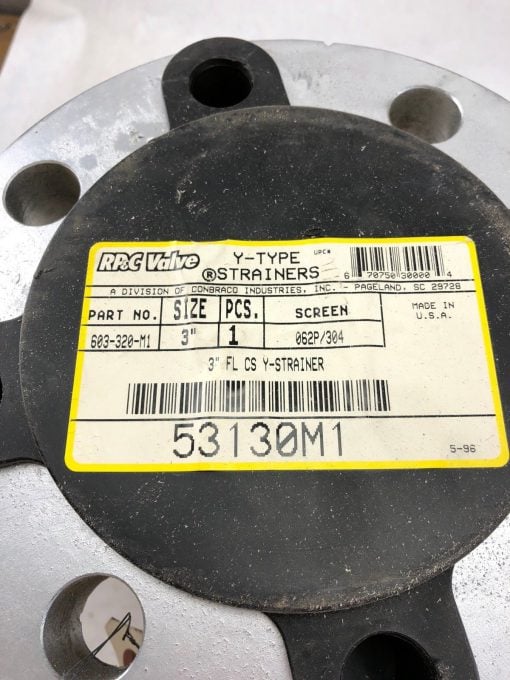 RP&C Valve ® Y-TYPE STRAINERS
UPC#
6 70750 30000 4
A DIVISION OF CONBRACO INDUSTRIES, INC. - PAGELAND, SC 29728
PART NO. SIZE PCS. SCREEN MADE IN U.S.A.
603-320-M1 3" 1 062P/304
3" FL CS Y-STRAINER
53130M1
5-96